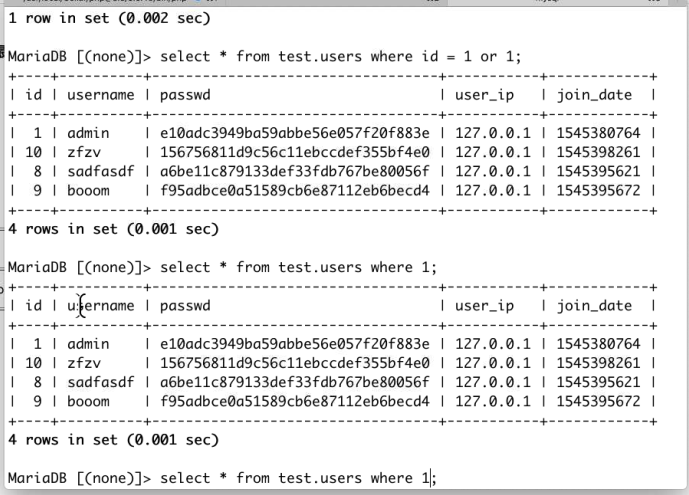 1 row in set (0.002 sec)
MariaDB [(none)]> select * from test.users where id = 1 or 1;
+----+----------+----------------------------------+-----------+------------+
| id | username | passwd | user_ip | join_date |
+----+----------+----------------------------------+-----------+------------+
| 1 | admin | e10adc3949ba59abbe56e057f20f883e | 127.0.0.1 | 1545380764 |
| 10 | zfzv | 156756811d9c56c11ebccdef355bf4e0 | 127.0.0.1 | 1545398261 |
| 8 | sadfasdf | a6be11c879133def33fdb767be80056f | 127.0.0.1 | 1545395621 |
| 9 | booom | f95adbce0a51589cb6e87112eb6becd4 | 127.0.0.1 | 1545395672 |
+----+----------+----------------------------------+-----------+------------+
4 rows in set (0.001 sec)
MariaDB [(none)]> select * from test.users where 1;
+----+----------+----------------------------------+-----------+------------+
| id | username | passwd | user_ip | join_date |
+----+----------+----------------------------------+-----------+------------+
| 1 | admin | e10adc3949ba59abbe56e057f20f883e | 127.0.0.1 | 1545380764 |
| 10 | zfzv | 156756811d9c56c11ebccdef355bf4e0 | 127.0.0.1 | 1545398261 |
| 8 | sadfasdf | a6be11c879133def33fdb767be80056f | 127.0.0.1 | 1545395621 |
| 9 | booom | f95adbce0a51589cb6e87112eb6becd4 | 127.0.0.1 | 1545395672 |
+----+----------+----------------------------------+-----------+------------+
4 rows in set (0.001 sec)
MariaDB [(none)]> select * from test.users where 1;